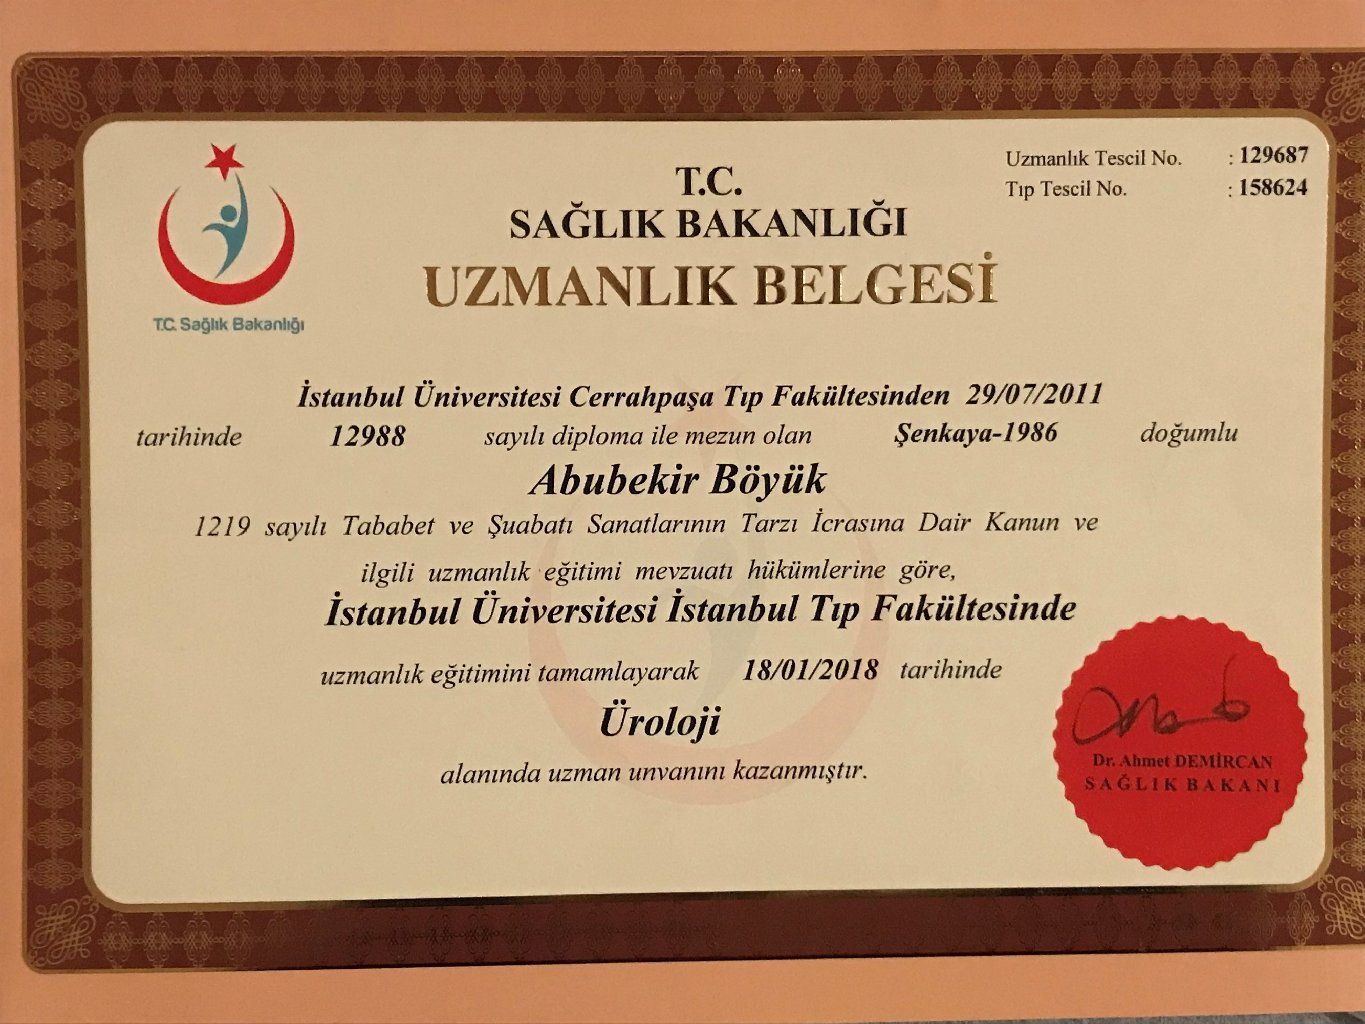 Uzmanlık Tescil No. : 129687
Tıp Tescil No. : 158624
T.C.
SAĞLIK BAKANLIĞI
UZMANLIK BELGESİ
T.C. Sağlık Bakanlığı
İstanbul Üniversitesi Cerrahpaşa Tıp Fakültesinden 29/07/2011
tarihinde 12988 sayılı diploma ile mezun olan Şenkaya-1986 doğumlu
Abubekir Böyük
1219 sayılı Tababet ve Şuabatı Sanatlarının Tarzı İcrasına Dair Kanun ve
ilgili uzmanlık eğitimi mevzuatı hükümlerine göre,
İstanbul Üniversitesi İstanbul Tıp Fakültesinde
uzmanlık eğitimini tamamlayarak 18/01/2018 tarihinde
Üroloji
alanında uzman unvanını kazanmıştır.
Dr. Ahmet DEMİRCAN
SAĞLIK BAKANI